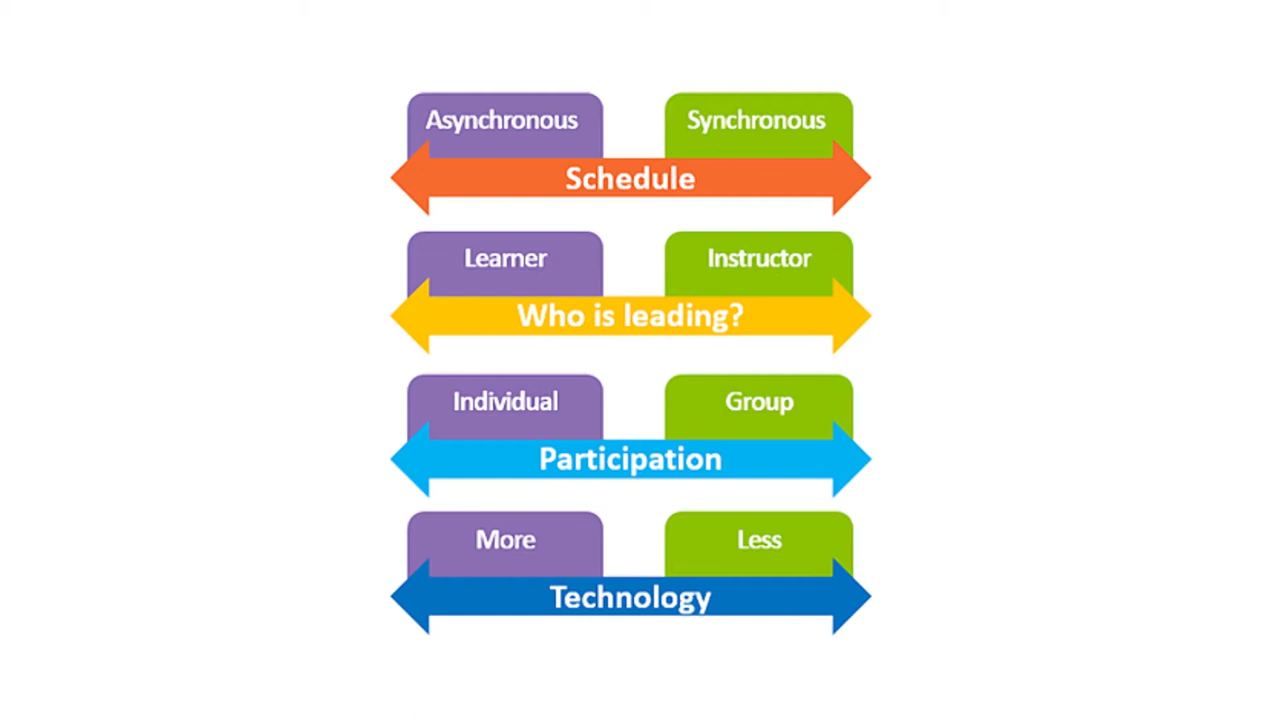 Asynchronous
Synchronous
Schedule
Learner
Instructor
Who is leading?
Individual
Group
Participation
More
Less
Technology